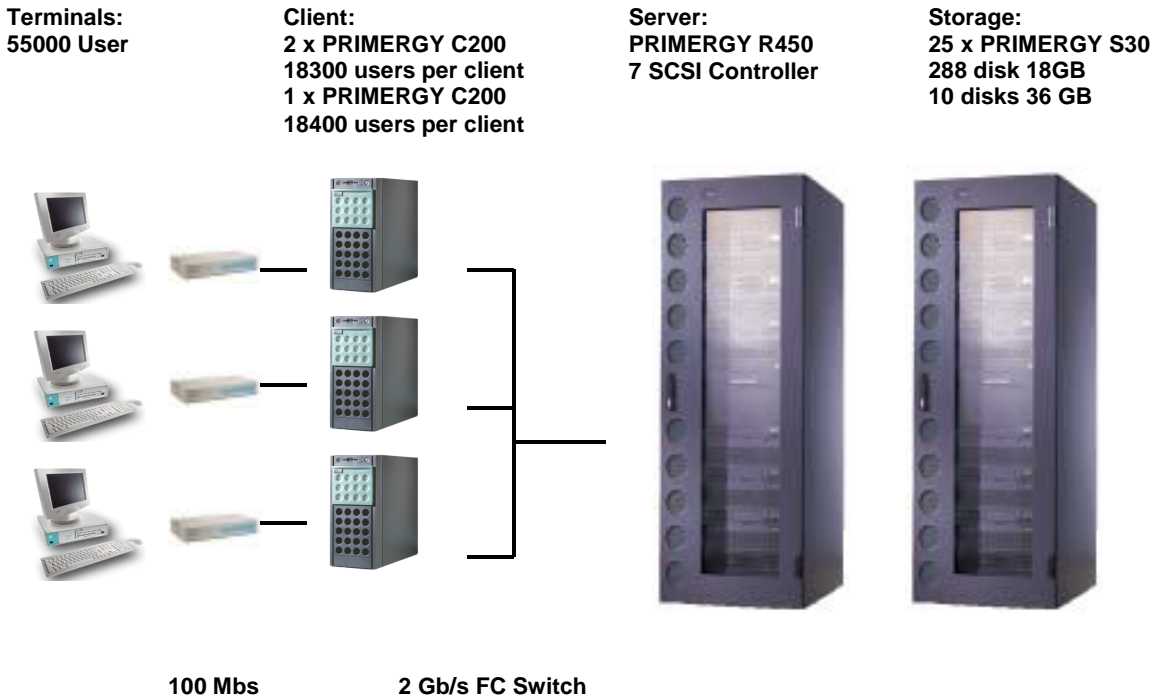 Terminals:
55000 User
Client:
2 x PRIMERGY C200
18300 users per client
1 x PRIMERGY C200
18400 users per client
Server:
PRIMERGY R450
7 SCSI Controller
Storage:
25 x PRIMERGY S30
288 disk 18GB
10 disks 36 GB
100 Mbs
2 Gb/s FC Switch